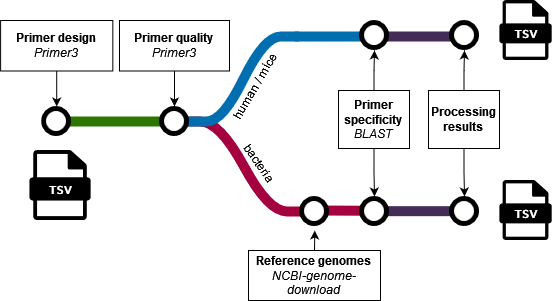 Primer design
Primer3
Primer quality
Primer3
TSV
human / mice
Primer
specificity
BLAST
Processing
results
TSV
bacteria
TSV
Reference genomes
NCBI-genome-
download